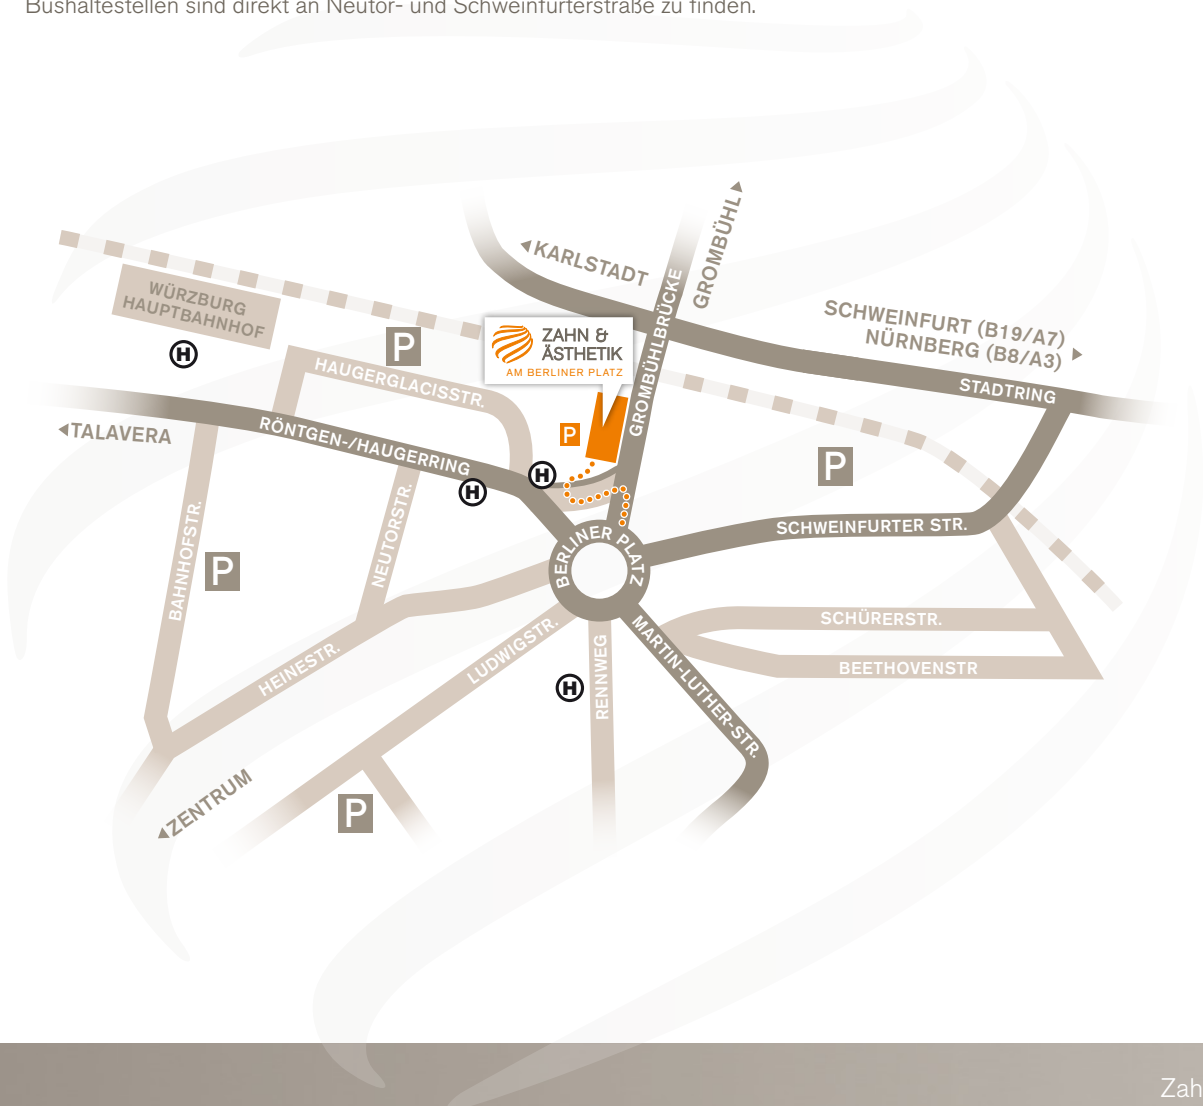 Bushaltestellen sind direkt an Neutor- und Schweinfurterstraße zu finden.
GROMBÜHL
KARLSTADT
WÜRZBURG
HAUPTBAHNHOF
H
P
ZAHN &
ÄSTHETIK
AM BERLINER PLATZ
GROMBÜHLBRÜCKE
SCHWEINFURT (B19/A7)
NÜRNBERG (B8/A3)
STADTRING
HAUGERGLACISSTR.
TALAVERA
RÖNTGEN-/HAUGERRING
P
H
H
P
SCHWEINFURTER STR.
BAHNHOFSTR.
NEUTORSTR.
P
BERLINER PLATZ
SCHÜRERSTR.
BEETHOVENSTR
HEINESTR.
LUDWIGSTR.
RENNWEG
H
MARTIN-LUTHER-STR.
ZENTRUM
P
Zah